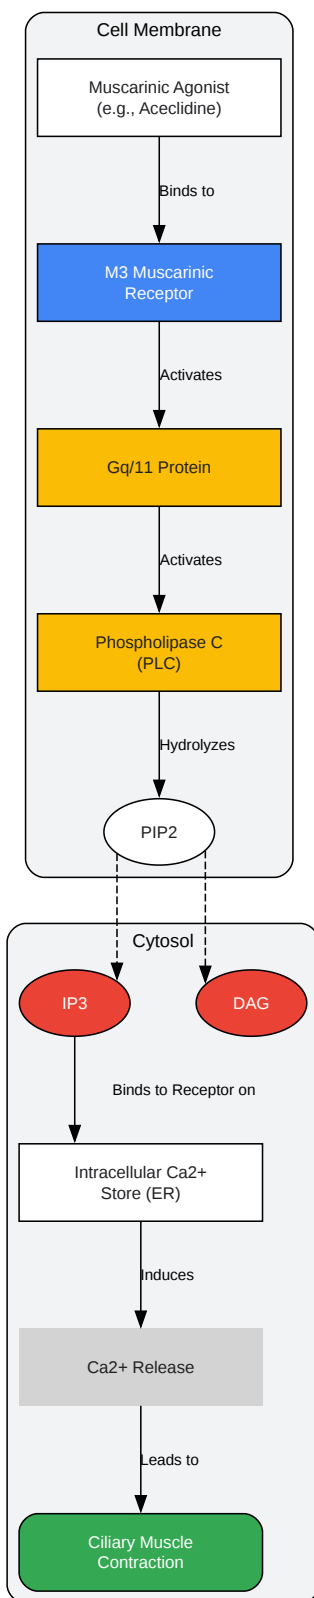 Cell Membrane
Muscarinic Agonist
(e.g., Aceclidine)
Binds to
M3 Muscarinic
Receptor
Activates
Gq/11 Protein
Activates
Phospholipase C
(PLC)
Hydrolyzes
PIP2
Cytosol
IP3
DAG
Binds to Receptor on
Intracellular Ca2+
Store (ER)
Induces
Ca2+ Release
Leads to
Ciliary Muscle
Contraction